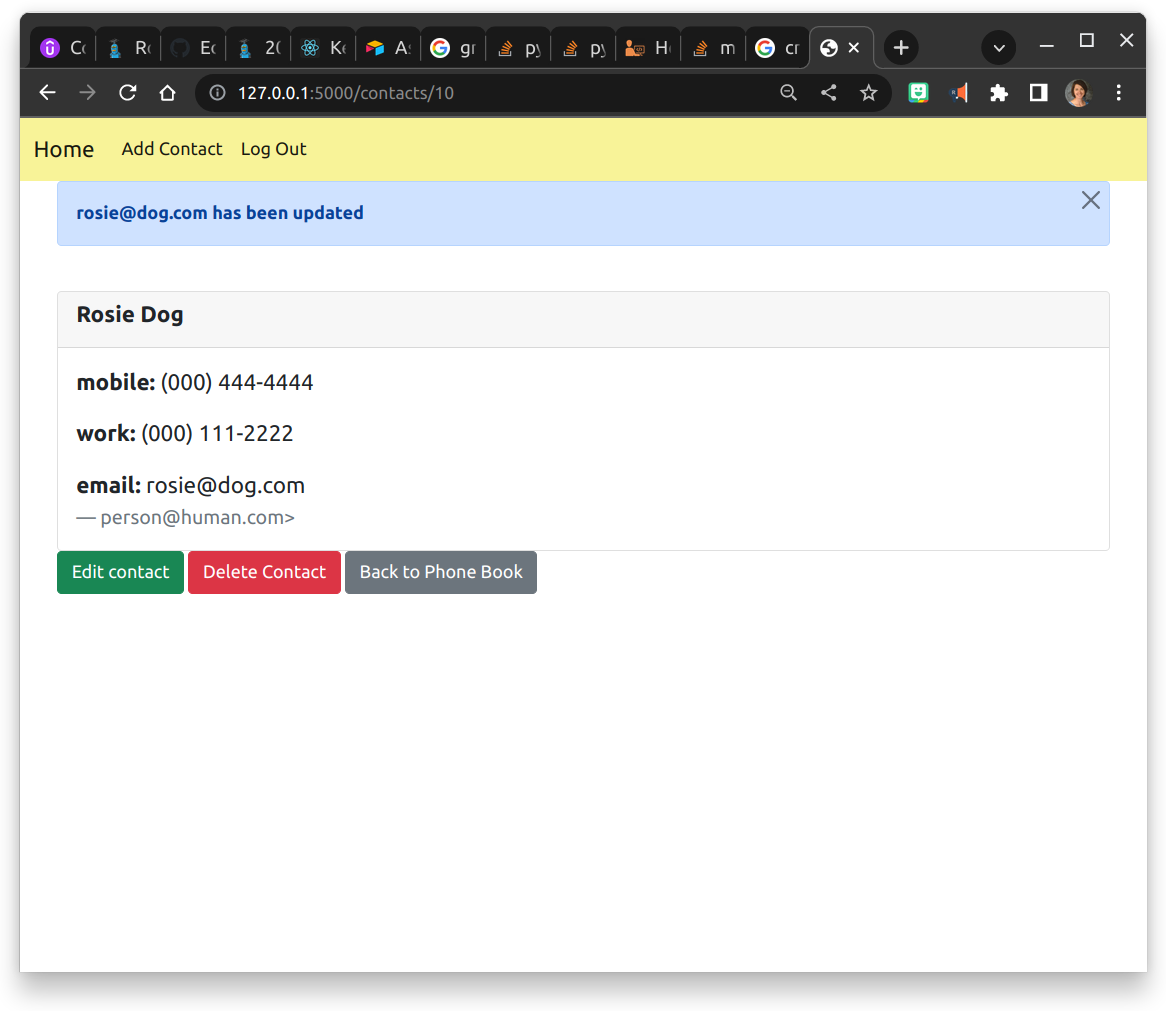 Cc Ro Ec 20 Ke As gr py py Ho m cr
127.0.0.1:5000/contacts/10
Home Add Contact Log Out
rosie@dog.com has been updated
Rosie Dog
mobile: (000) 444-4444
work: (000) 111-2222
email: rosie@dog.com
— person@human.com>
Edit contact Delete Contact Back to Phone Book